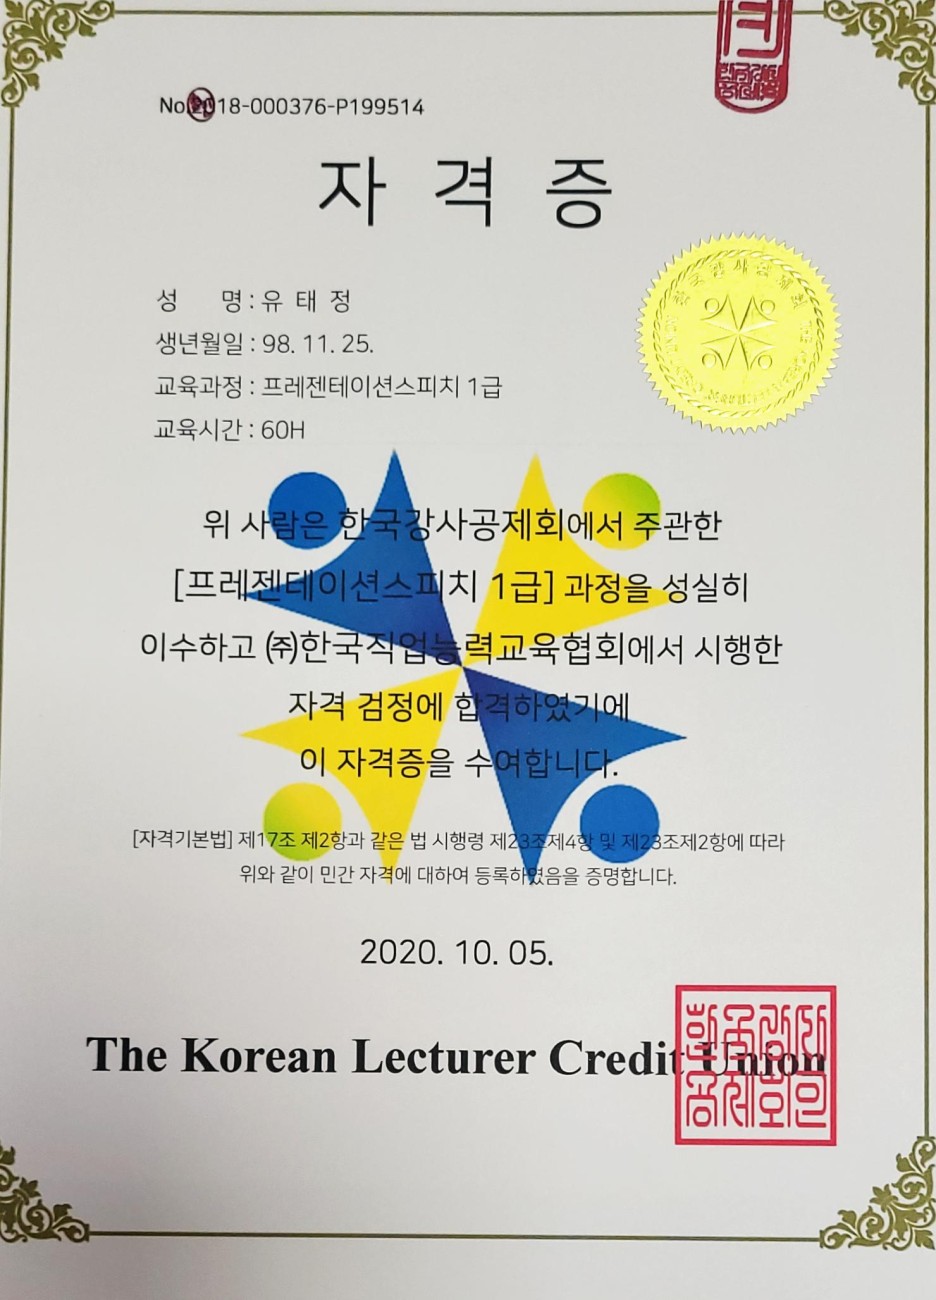 No.2018-000376-P199514
자 격 증
성 명 : 유 태 정
생년월일 : 98. 11. 25.
교육과정 : 프레젠테이션스피치 1급
교육시간 : 60H
위 사람은 한국강사공제회에서 주관한
[프레젠테이션스피치 1급] 과정을 성실히
이수하고 ㈜한국직업능력교육협회에서 시행한
자격 검정에 합격하였기에
이 자격증을 수여합니다.
[자격기본법] 제17조 제2항과 같은 법 시행령 제23조제4항 및 제23조제2항에 따라
위와 같이 민간 자격에 대하여 등록하였음을 증명합니다.
2020. 10. 05.
The Korean Lecturer Credit Union
한국강사
공제회인